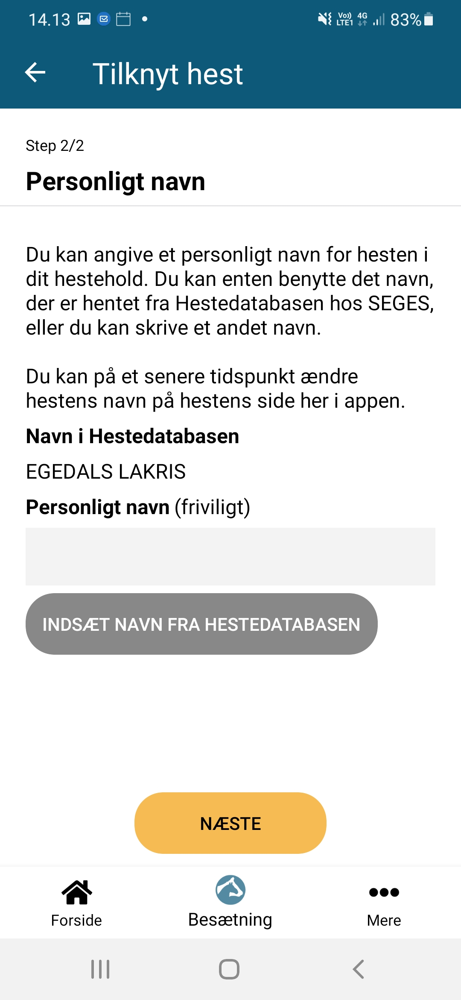 14.13
Vo)) LTE1 4G 83%
Tilknyt hest
Step 2/2
Personligt navn
Du kan angive et personligt navn for hesten i
dit hestehold. Du kan enten benytte det navn,
der er hentet fra Hestedatabasen hos SEGES,
eller du kan skrive et andet navn.
Du kan på et senere tidspunkt ændre
hestens navn på hestens side her i appen.
Navn i Hestedatabasen
EGEDALS LAKRIS
Personligt navn (friviligt)
INDSÆT NAVN FRA HESTEDATABASEN
NÆSTE
Forside
Besætning
Mere